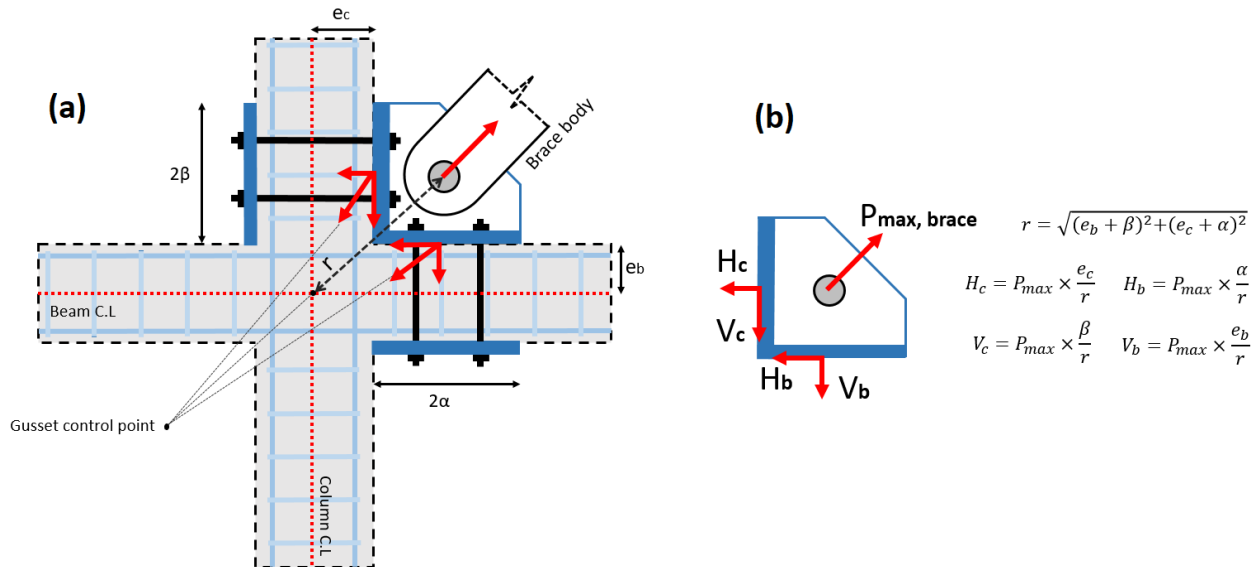 (a)
e_c
2β
Brace body
r
e_b
Beam C.L
2α
Gusset control point
Column C.L
(b)
P_max, brace
H_c
V_c
H_b
V_b
r = √((e_b + β)²+(e_c + α)²)
H_c = P_max × e_c/r    H_b = P_max × α/r
V_c = P_max × β/r    V_b = P_max × e_b/r